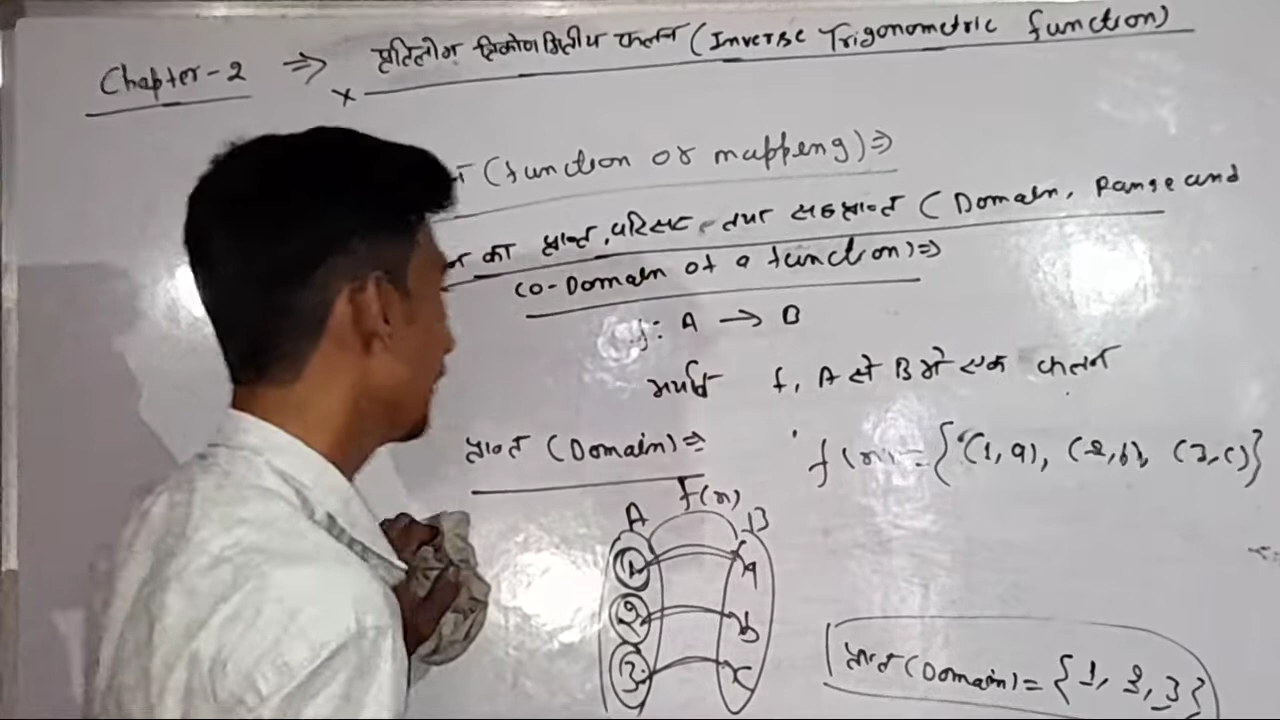 Chapter-2 ⇒ प्रतिलोम त्रिकोणमितीय फलन (Inverse Trigonometric function)
(function or mappeng) ⇒
का प्रान्त, परिसर तथा सहप्रान्त (Domain, Range and
Co-Domain of a function) ⇒
f: A → B
अर्थात f, A से B में एक फलन
प्रान्त (Domain) ⇒ f(x) = {(1,a), (2,b), (3,c)}
f(x)
A B
1 a
2 b
3 c
प्रान्त (Domain) = {1, 2, 3}